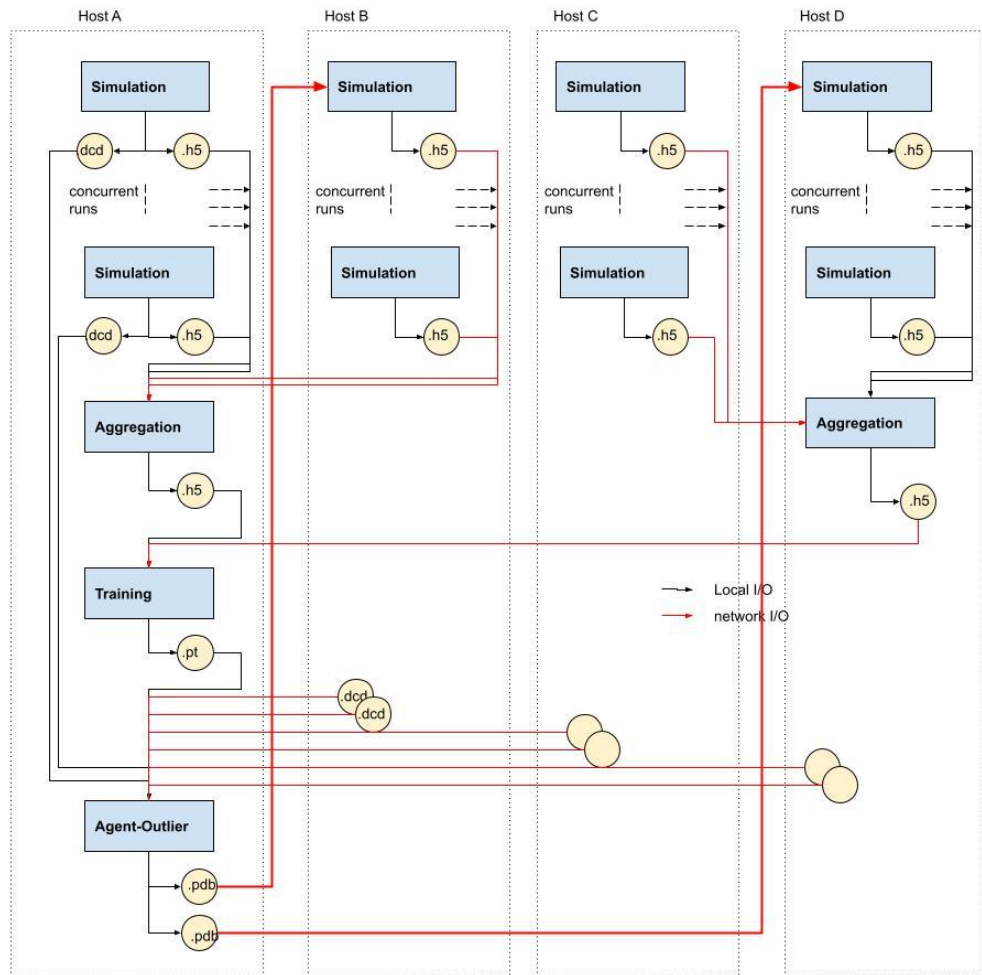 Host A
Host B
Host C
Host D
Simulation
Simulation
Simulation
Simulation
dcd
.h5
.h5
.h5
.h5
concurrent
runs
concurrent
runs
concurrent
runs
concurrent
runs
Simulation
Simulation
Simulation
Simulation
.dcd
.h5
.h5
.h5
.h5
Aggregation
Aggregation
.h5
.h5
Training
Local I/O
network I/O
.pt
.dcd
.dcd
Agent-Outlier
.pdb
.pdb